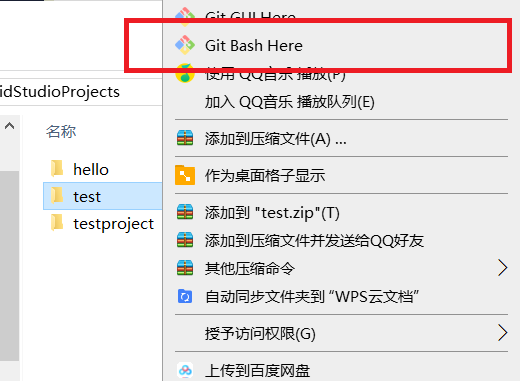 Git GUI Here
Git Bash Here
使用 QQ音乐 播放(P)
加入 QQ音乐 播放队列(E)
添加到压缩文件(A) ...
作为桌面格子显示
添加到 "test.zip"(T)
添加到压缩文件并发送给QQ好友
其他压缩命令
自动同步文件夹到“WPS云文档”
授予访问权限(G)
上传到百度网盘
idStudioProjects
名称
hello
test
testproject